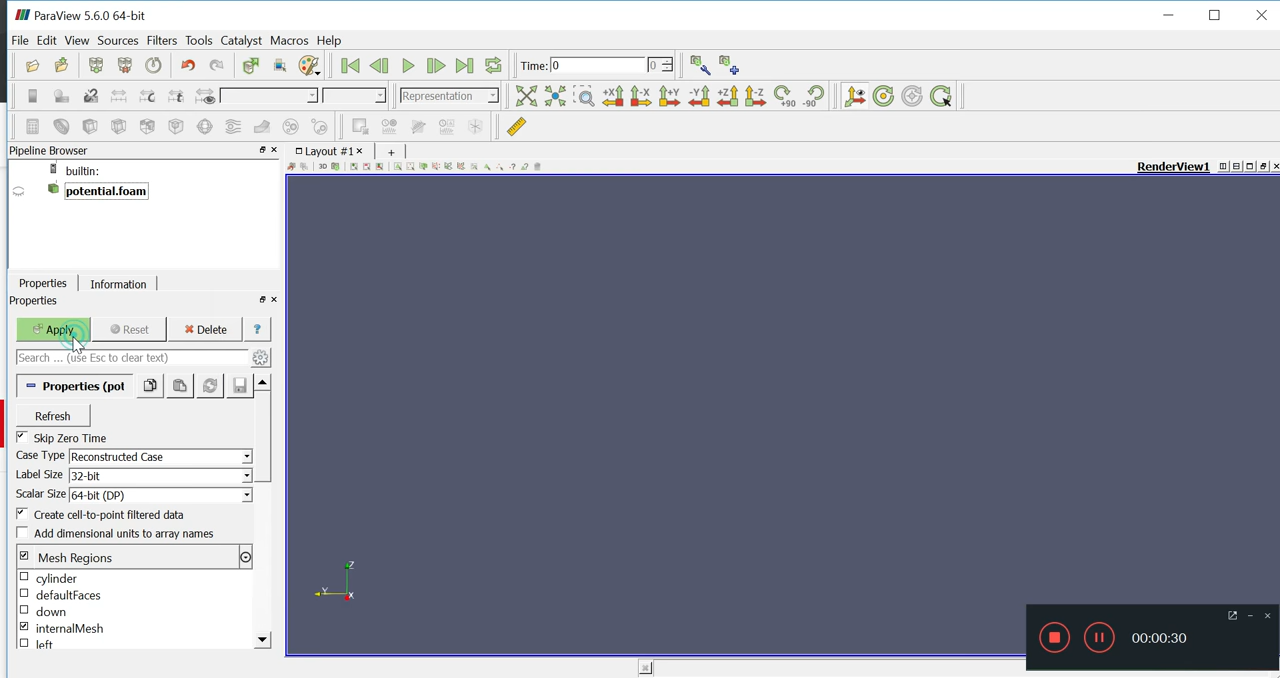 ParaView 5.6.0 64-bit
File Edit View Sources Filters Tools Catalyst Macros Help
Time: 0 0
Representation +X -X +Y -Y +Z -Z +90 -90
Pipeline Browser
Layout #1 × +
builtin:
3D
RenderView1
potential.foam
Properties Information
Properties
Apply Reset Delete ?
Search ... (use Esc to clear text)
Properties (pot
Refresh
Skip Zero Time
Case Type Reconstructed Case
Label Size 32-bit
Scalar Size 64-bit (DP)
Create cell-to-point filtered data
Add dimensional units to array names
Mesh Regions
cylinder
defaultFaces
down
internalMesh
left
Z
Y X
00:00:30